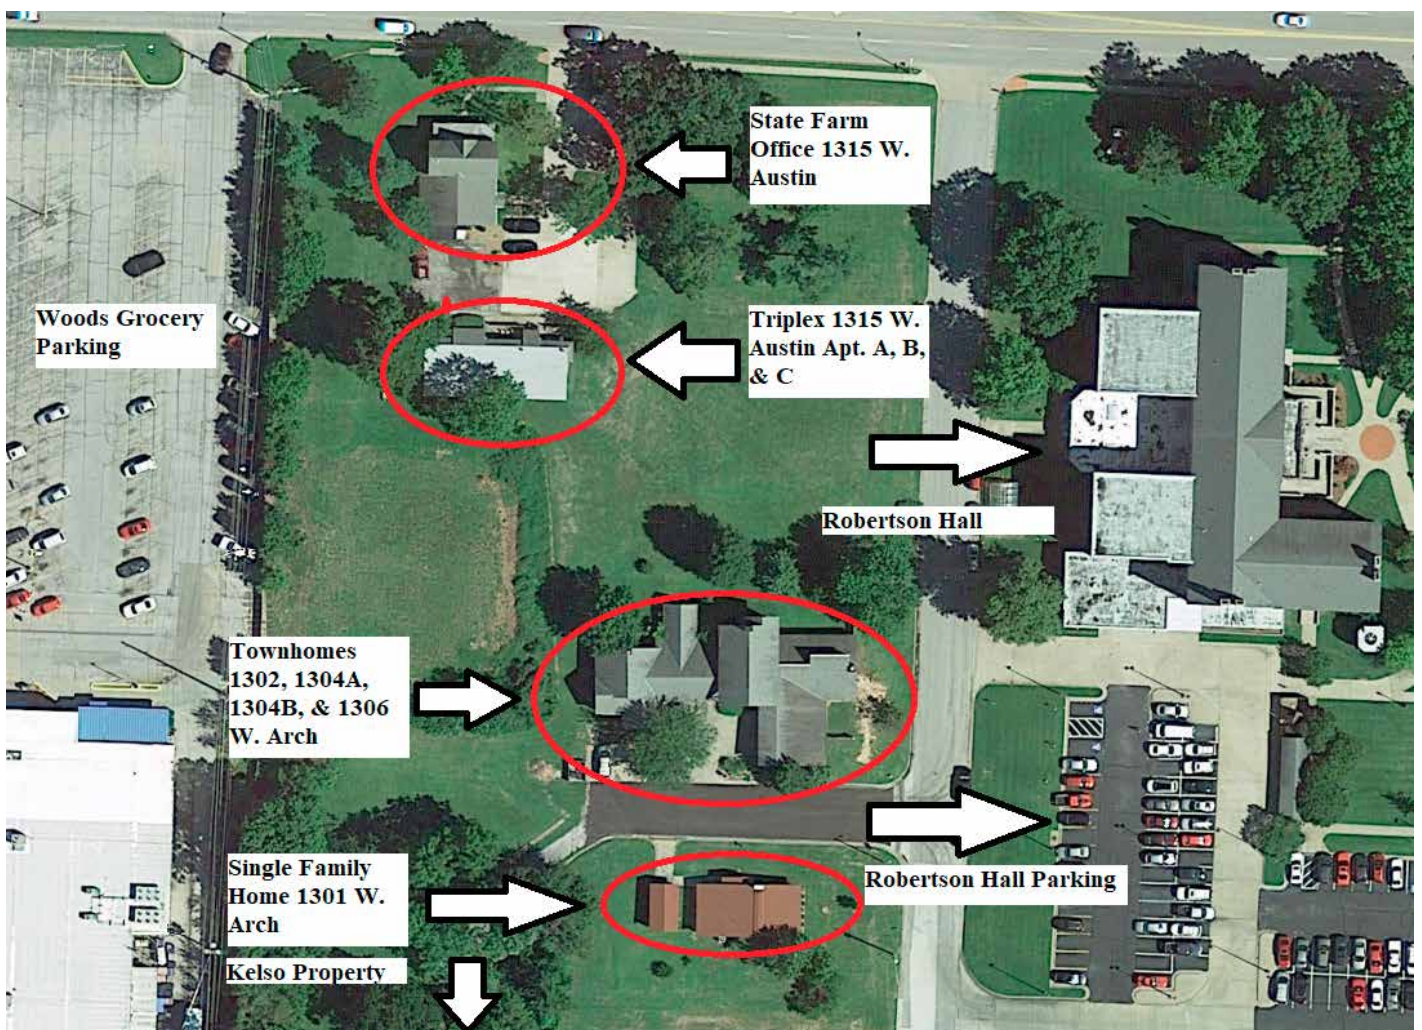 State Farm
Office 1315 W.
Austin
Woods Grocery
Parking
Triplex 1315 W.
Austin Apt. A, B,
& C
Robertson Hall
Townhomes
1302, 1304A,
1304B, & 1306
W. Arch
Single Family
Home 1301 W.
Arch
Robertson Hall Parking
Kelso Property